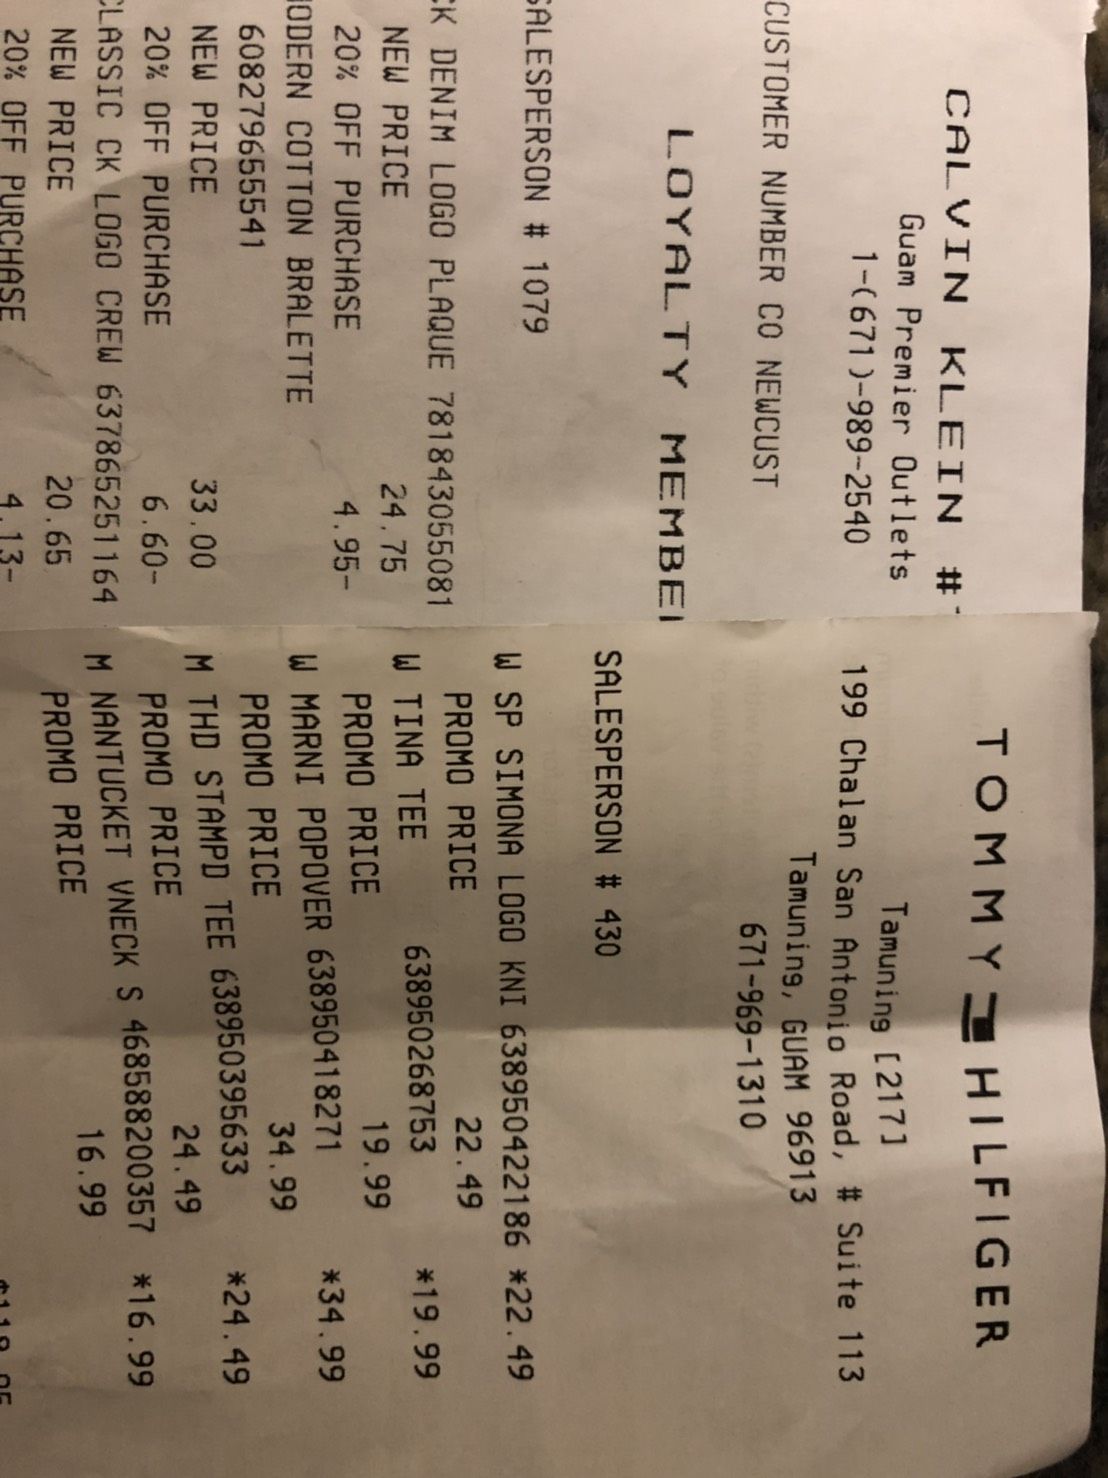 CALVIN KLEIN #
Guam Premier Outlets
1-(671)-989-2540
CUSTOMER NUMBER CO NEWCUST
LOYALTY MEMBER
SALESPERSON # 1079
CK DENIM LOGO PLAQUE 781843055081
NEW PRICE 24.75
20% OFF PURCHASE 4.95-
MODERN COTTON BRALETTE
608279655541
NEW PRICE 33.00
20% OFF PURCHASE 6.60-
CLASSIC CK LOGO CREW 637865251164
NEW PRICE 20.65
20% OFF PURCHASE 4.13-
TOMMY HILFIGER
Tamuning [217]
199 Chalan San Antonio Road, # Suite 113
Tamuning, GUAM 96913
671-969-1310
SALESPERSON # 430
W SP SIMONA LOGO KNI 638950422186 *22.49
PROMO PRICE 22.49
W TINA TEE 638950268753 *19.99
PROMO PRICE 19.99
W MARNI POPOVER 638950418271 *34.99
PROMO PRICE 34.99
M THD STAMPD TEE 638950395633 *24.49
PROMO PRICE 24.49
M NANTUCKET VNECK S 468588200357 *16.99
PROMO PRICE 16.99